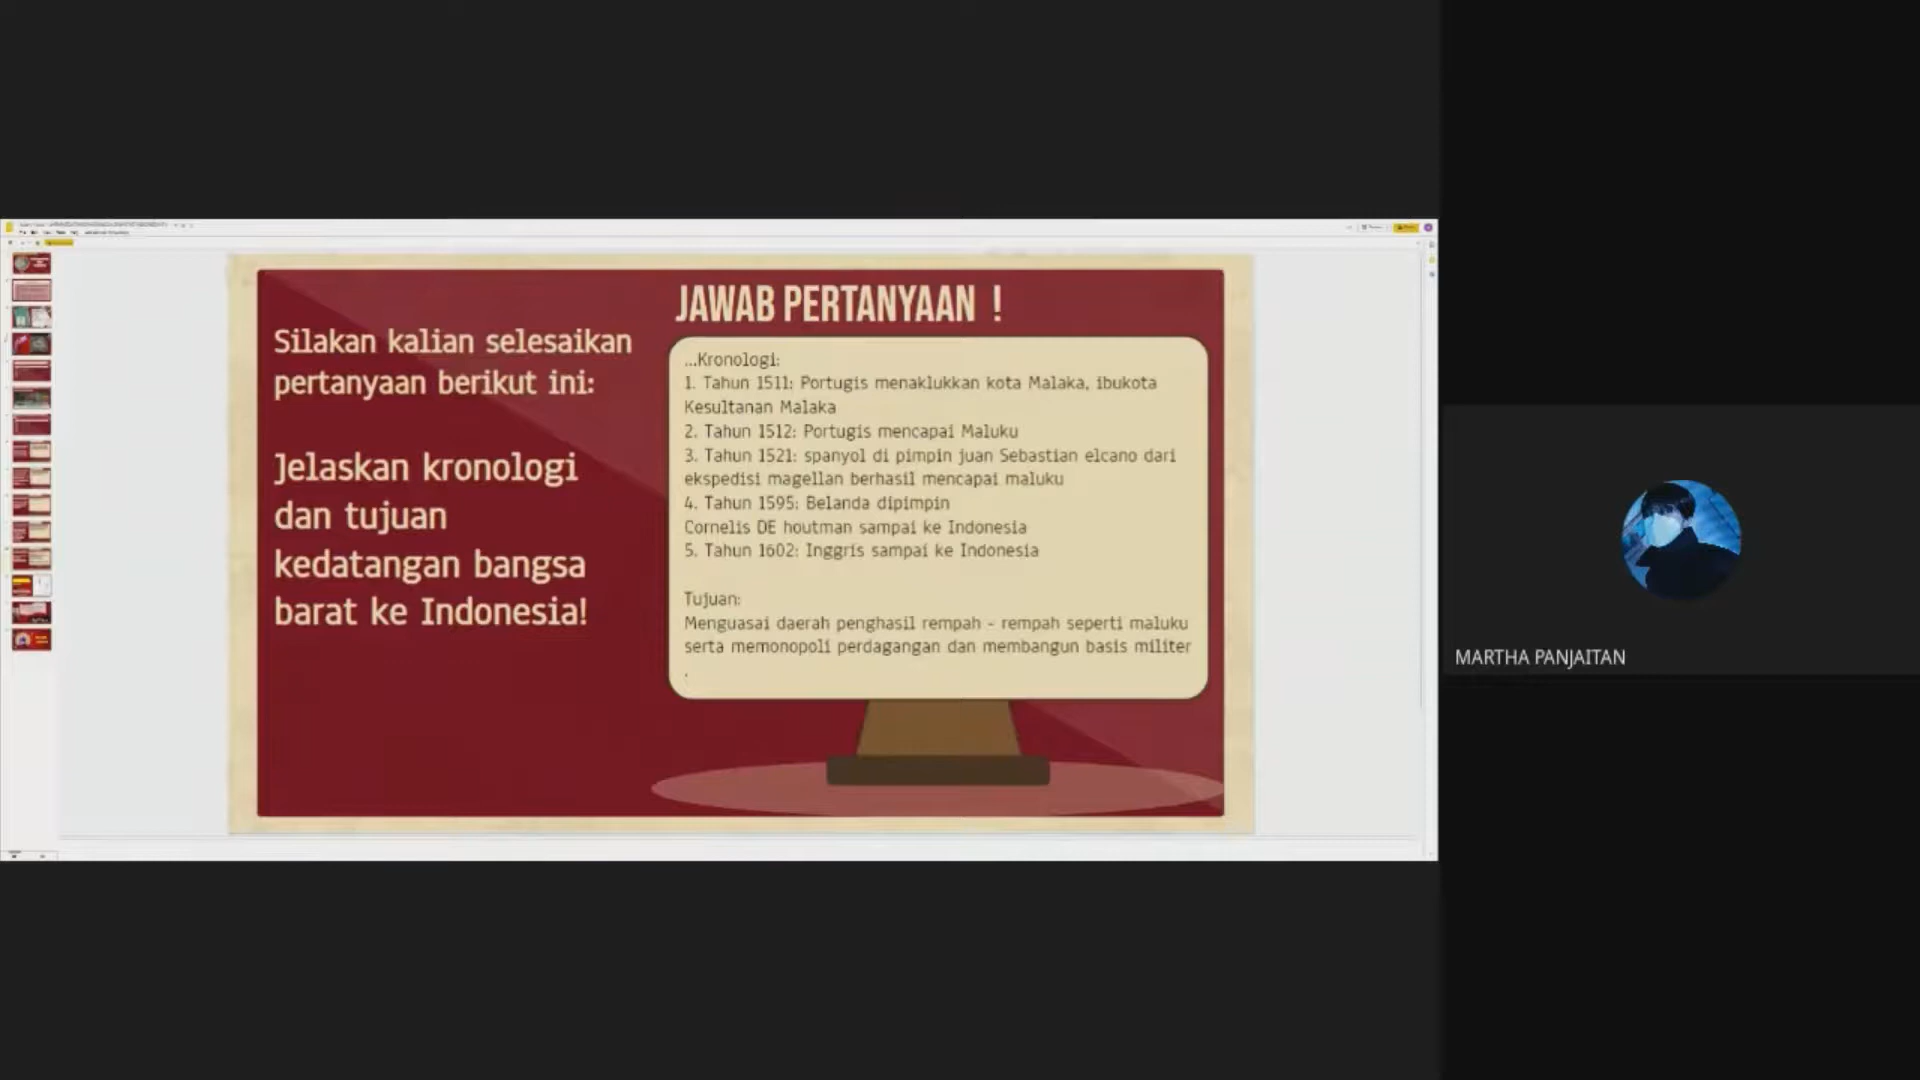 Silakan kalian selesaikan
pertanyaan berikut ini:
Jelaskan kronologi
dan tujuan
kedatangan bangsa
barat ke Indonesia!
JAWAB PERTANYAAN !
...Kronologi:
1. Tahun 1511: Portugis menaklukkan kota Malaka, ibukota
Kesultanan Malaka
2. Tahun 1512: Portugis mencapai Maluku
3. Tahun 1521: spanyol di pimpin juan Sebastian elcano dari
ekspedisi magellan berhasil mencapai maluku
4. Tahun 1595: Belanda dipimpin
Cornelis DE houtman sampai ke Indonesia
5. Tahun 1602: Inggris sampai ke Indonesia
Tujuan:
Menguasai daerah penghasil rempah - rempah seperti maluku
serta memonopoli perdagangan dan membangun basis militer
.
MARTHA PANJAITAN